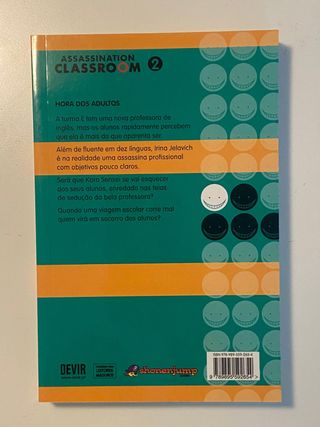 ASSASSINATION
CLASSROOM 2
HORA DOS ADULTOS
A turma E tem uma nova professora de
inglês, mas os alunos rapidamente percebem
que ela é mais do que aparenta ser.
Além de fluente em dez línguas, Irina Jelavich
é na realidade uma assassina profissional
com objetivos pouco claros.
Será que Koro Sensei se vai esquecer
dos seus alunos, enredado nas teias
de sedução da bela professora?
Quando uma viagem escolar corre mal
quem virá em socorro dos alunos?
DEVIR
shonenjump